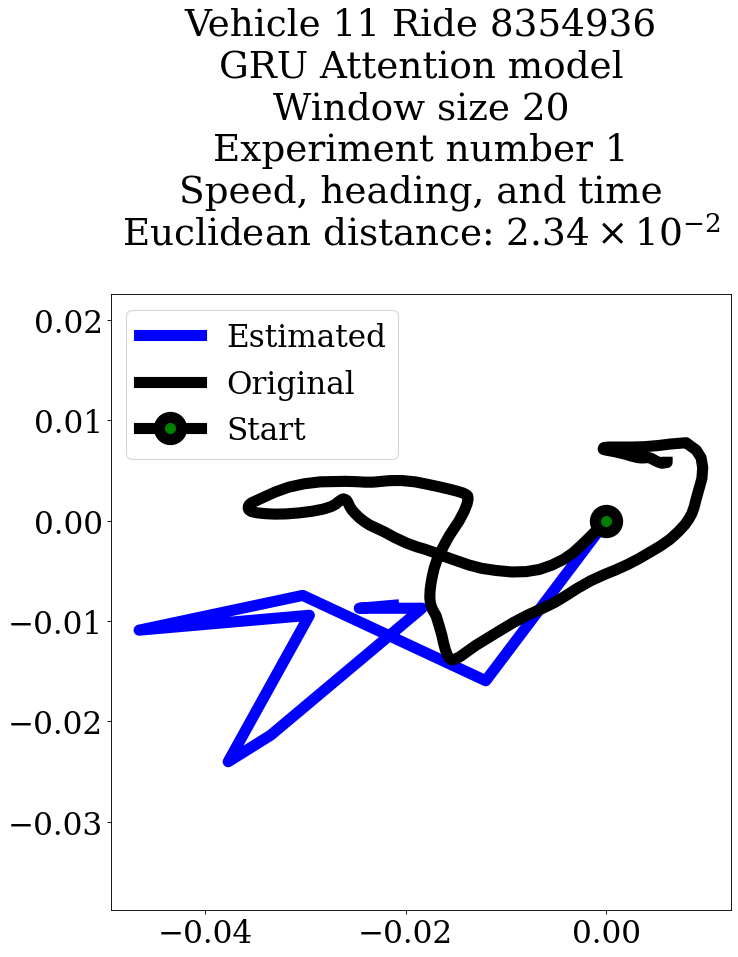 Vehicle 11 Ride 8354936
GRU Attention model
Window size 20
Experiment number 1
Speed, heading, and time
Euclidean distance: 2.34 × 10⁻²
Estimated
Original
Start
0.02
0.01
0.00
−0.01
−0.02
−0.03
−0.04
−0.02
0.00